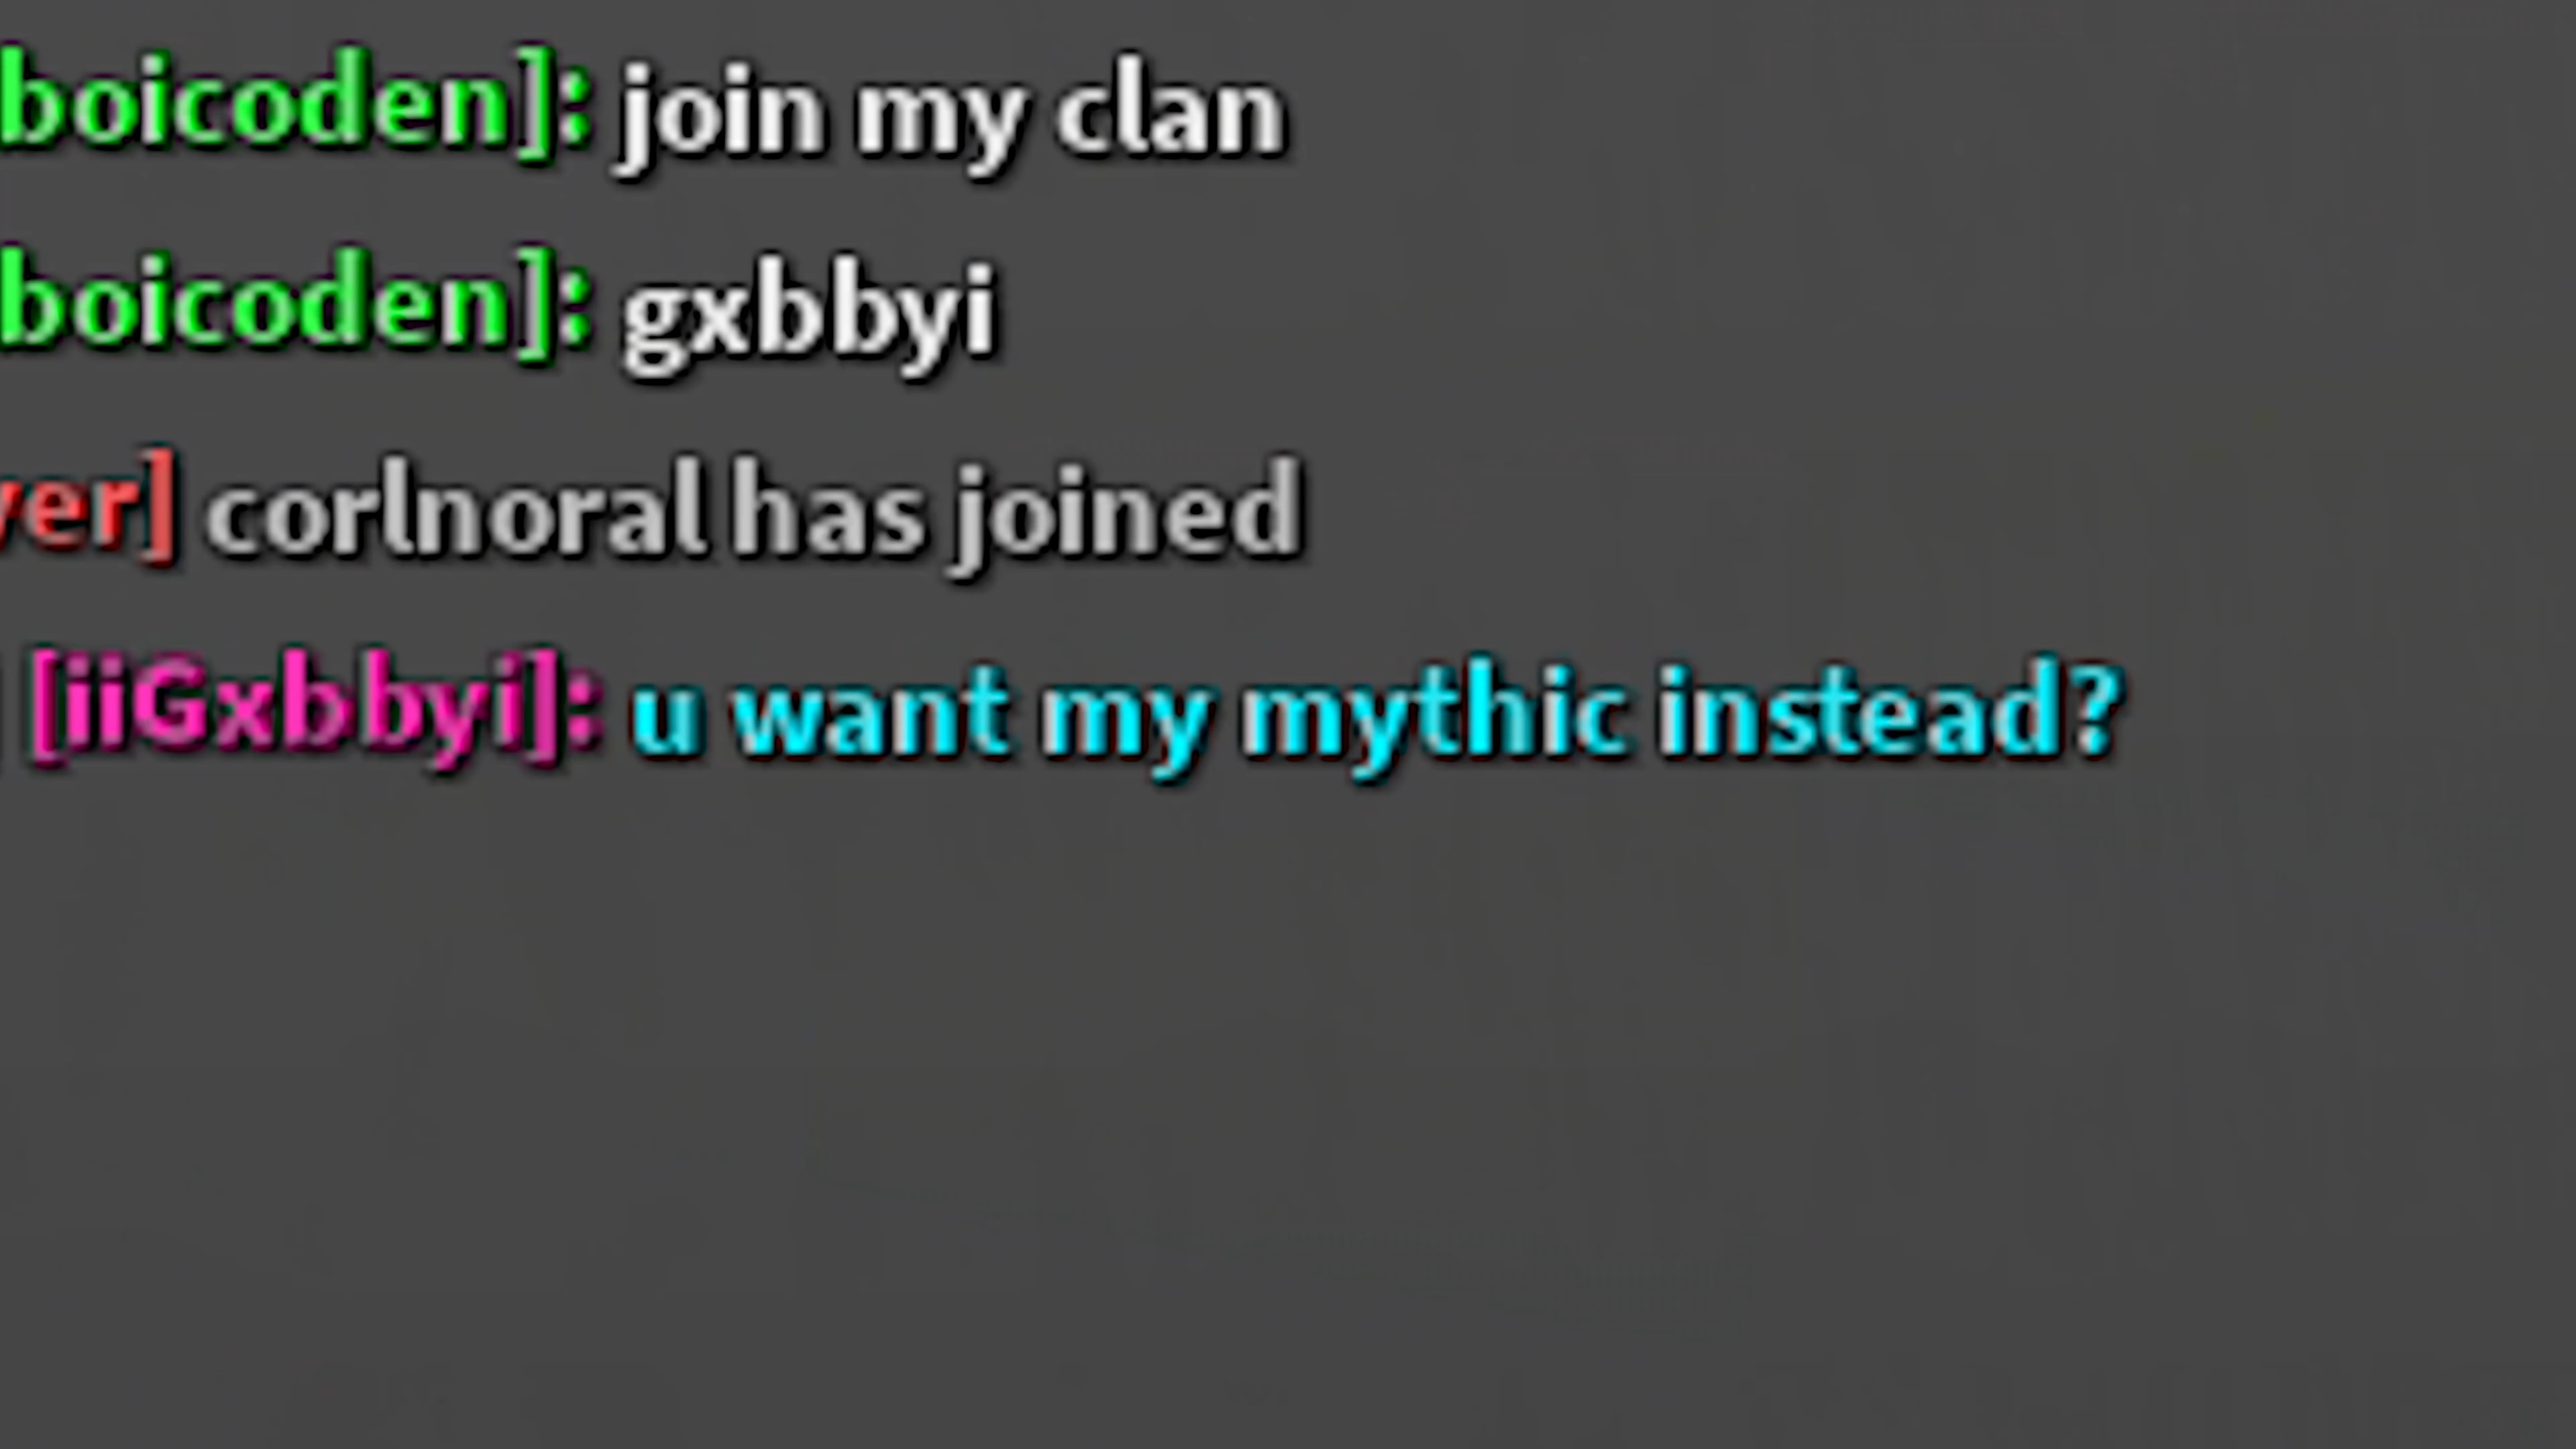 boicoden]: join my clan
boicoden]: gxbbyi
ver] corlnoral has joined
[iiGxbbyi]: u want my mythic instead?